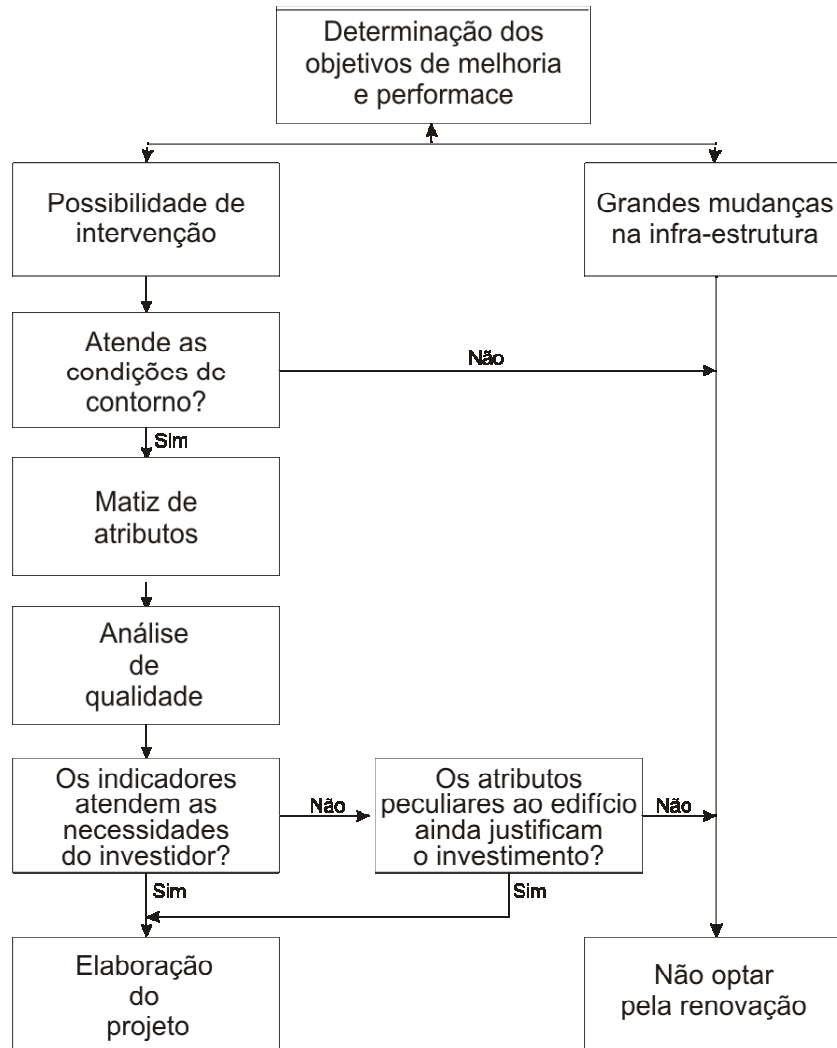 Determinação dos
objetivos de melhoria
e performace
Possibilidade de
intervenção
Grandes mudanças
na infra-estrutura
Atende as
condições de
contorno?
Não
Sim
Matiz de
atributos
Análise
de
qualidade
Os indicadores
atendem as
necessidades
do investidor?
Não
Os atributos
peculiares ao edifício
ainda justificam
o investimento?
Não
Sim
Sim
Elaboração
do
projeto
Não optar
pela renovação